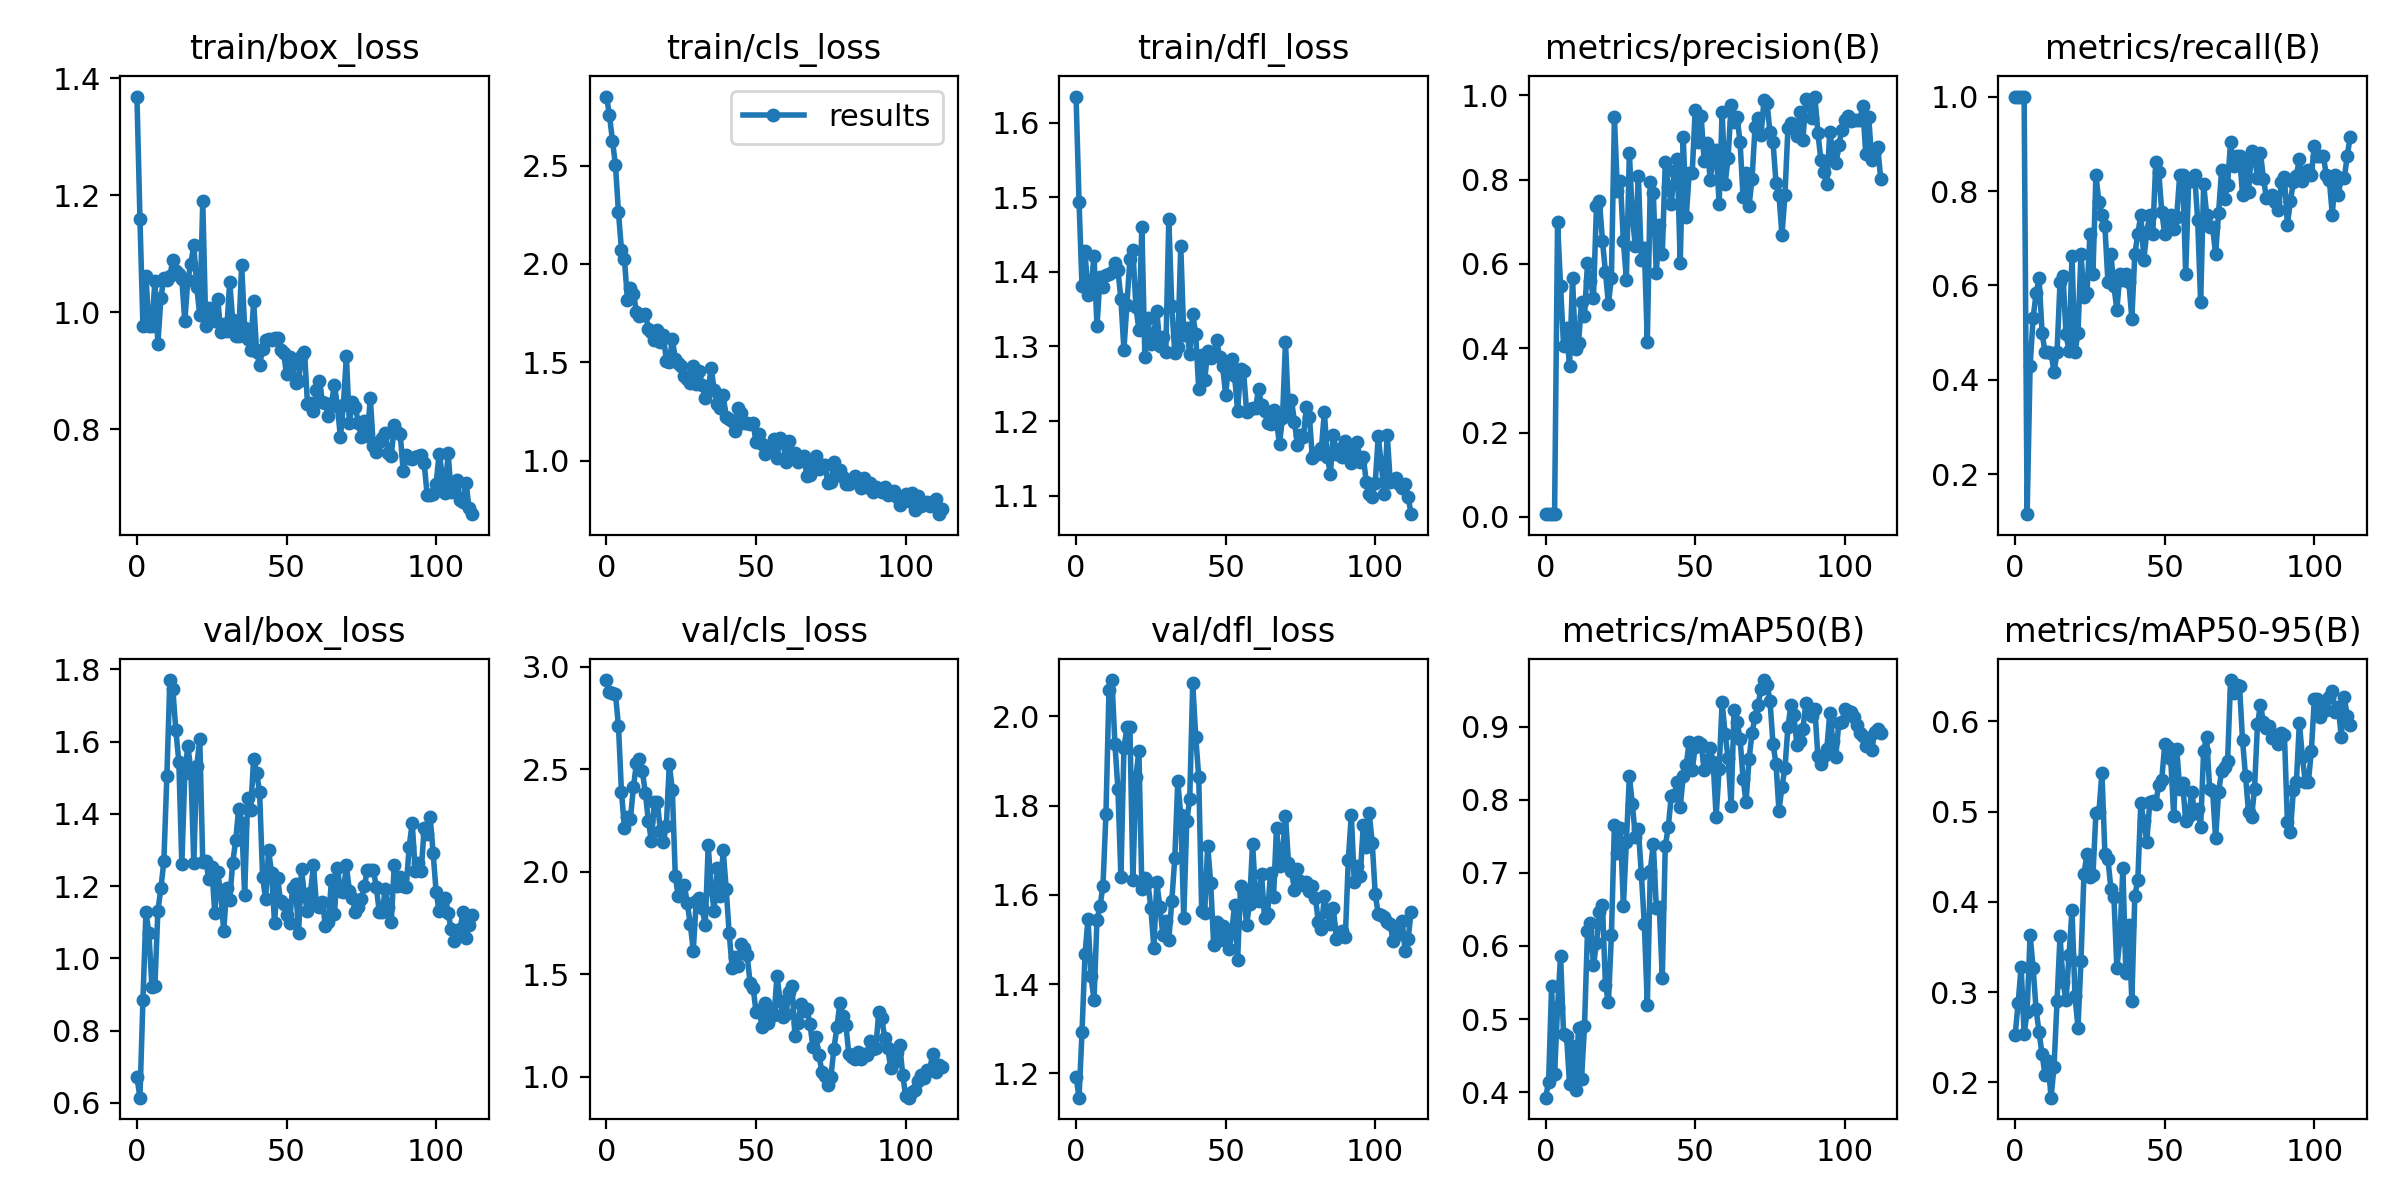 train/box_loss
1.4
1.2
1.0
0.8
0 50 100
train/cls_loss
results
2.5
2.0
1.5
1.0
0 50 100
train/dfl_loss
1.6
1.5
1.4
1.3
1.2
1.1
0 50 100
metrics/precision(B)
1.0
0.8
0.6
0.4
0.2
0.0
0 50 100
metrics/recall(B)
1.0
0.8
0.6
0.4
0.2
0 50 100
val/box_loss
1.8
1.6
1.4
1.2
1.0
0.8
0.6
0 50 100
val/cls_loss
3.0
2.5
2.0
1.5
1.0
0 50 100
val/dfl_loss
2.0
1.8
1.6
1.4
1.2
0 50 100
metrics/mAP50(B)
0.9
0.8
0.7
0.6
0.5
0.4
0 50 100
metrics/mAP50-95(B)
0.6
0.5
0.4
0.3
0.2
0 50 100